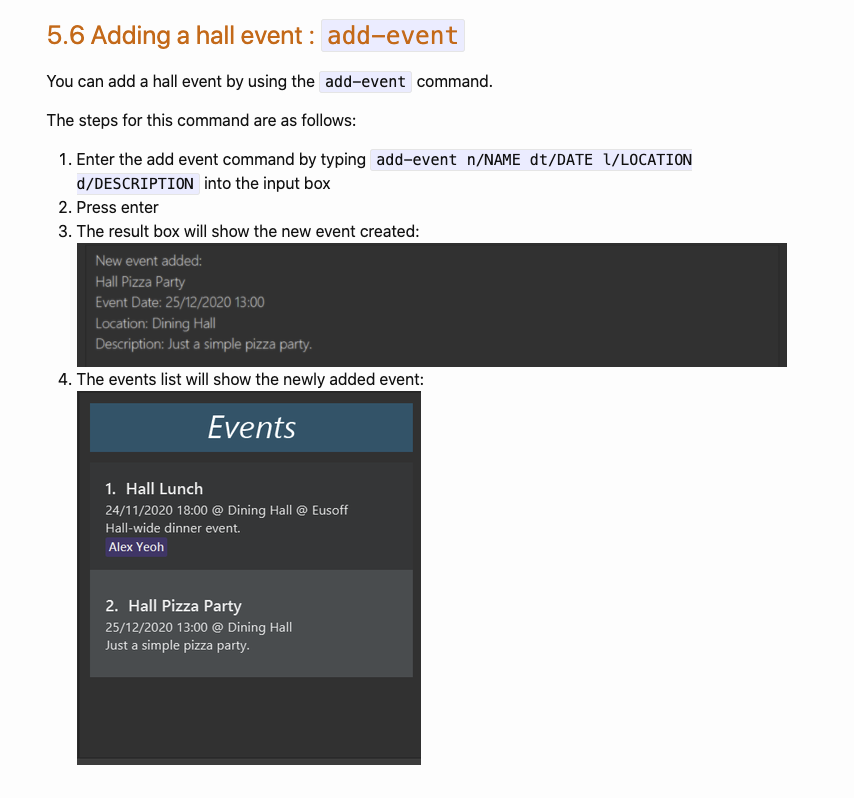 5.6 Adding a hall event : add-event
You can add a hall event by using the add-event command.
The steps for this command are as follows:
1. Enter the add event command by typing add-event n/NAME dt/DATE l/LOCATION
d/DESCRIPTION into the input box
2. Press enter
3. The result box will show the new event created:
New event added:
Hall Pizza Party
Event Date: 25/12/2020 13:00
Location: Dining Hall
Description: Just a simple pizza party.
4. The events list will show the newly added event:
Events
1. Hall Lunch
24/11/2020 18:00 @ Dining Hall @ Eusoff
Hall-wide dinner event.
Alex Yeoh
2. Hall Pizza Party
25/12/2020 13:00 @ Dining Hall
Just a simple pizza party.